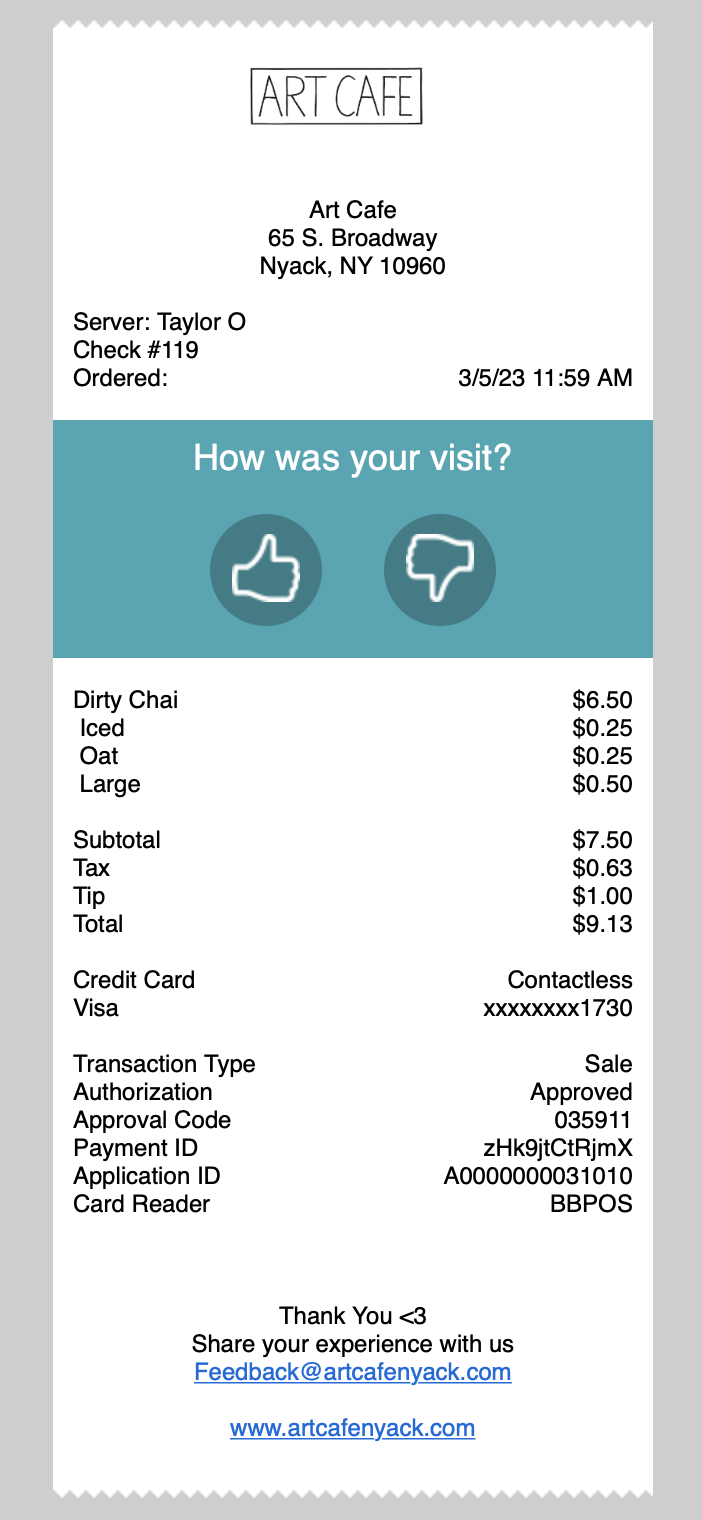 ART CAFE
Art Cafe
65 S. Broadway
Nyack, NY 10960
Server: Taylor O
Check #119
Ordered: 3/5/23 11:59 AM
How was your visit?
Dirty Chai $6.50
Iced $0.25
Oat $0.25
Large $0.50
Subtotal $7.50
Tax $0.63
Tip $1.00
Total $9.13
Credit Card Contactless
Visa xxxxxxxx1730
Transaction Type Sale
Authorization Approved
Approval Code 035911
Payment ID zHk9jtCtRjmX
Application ID A0000000031010
Card Reader BBPOS
Thank You <3
Share your experience with us
Feedback@artcafenyack.com
www.artcafenyack.com